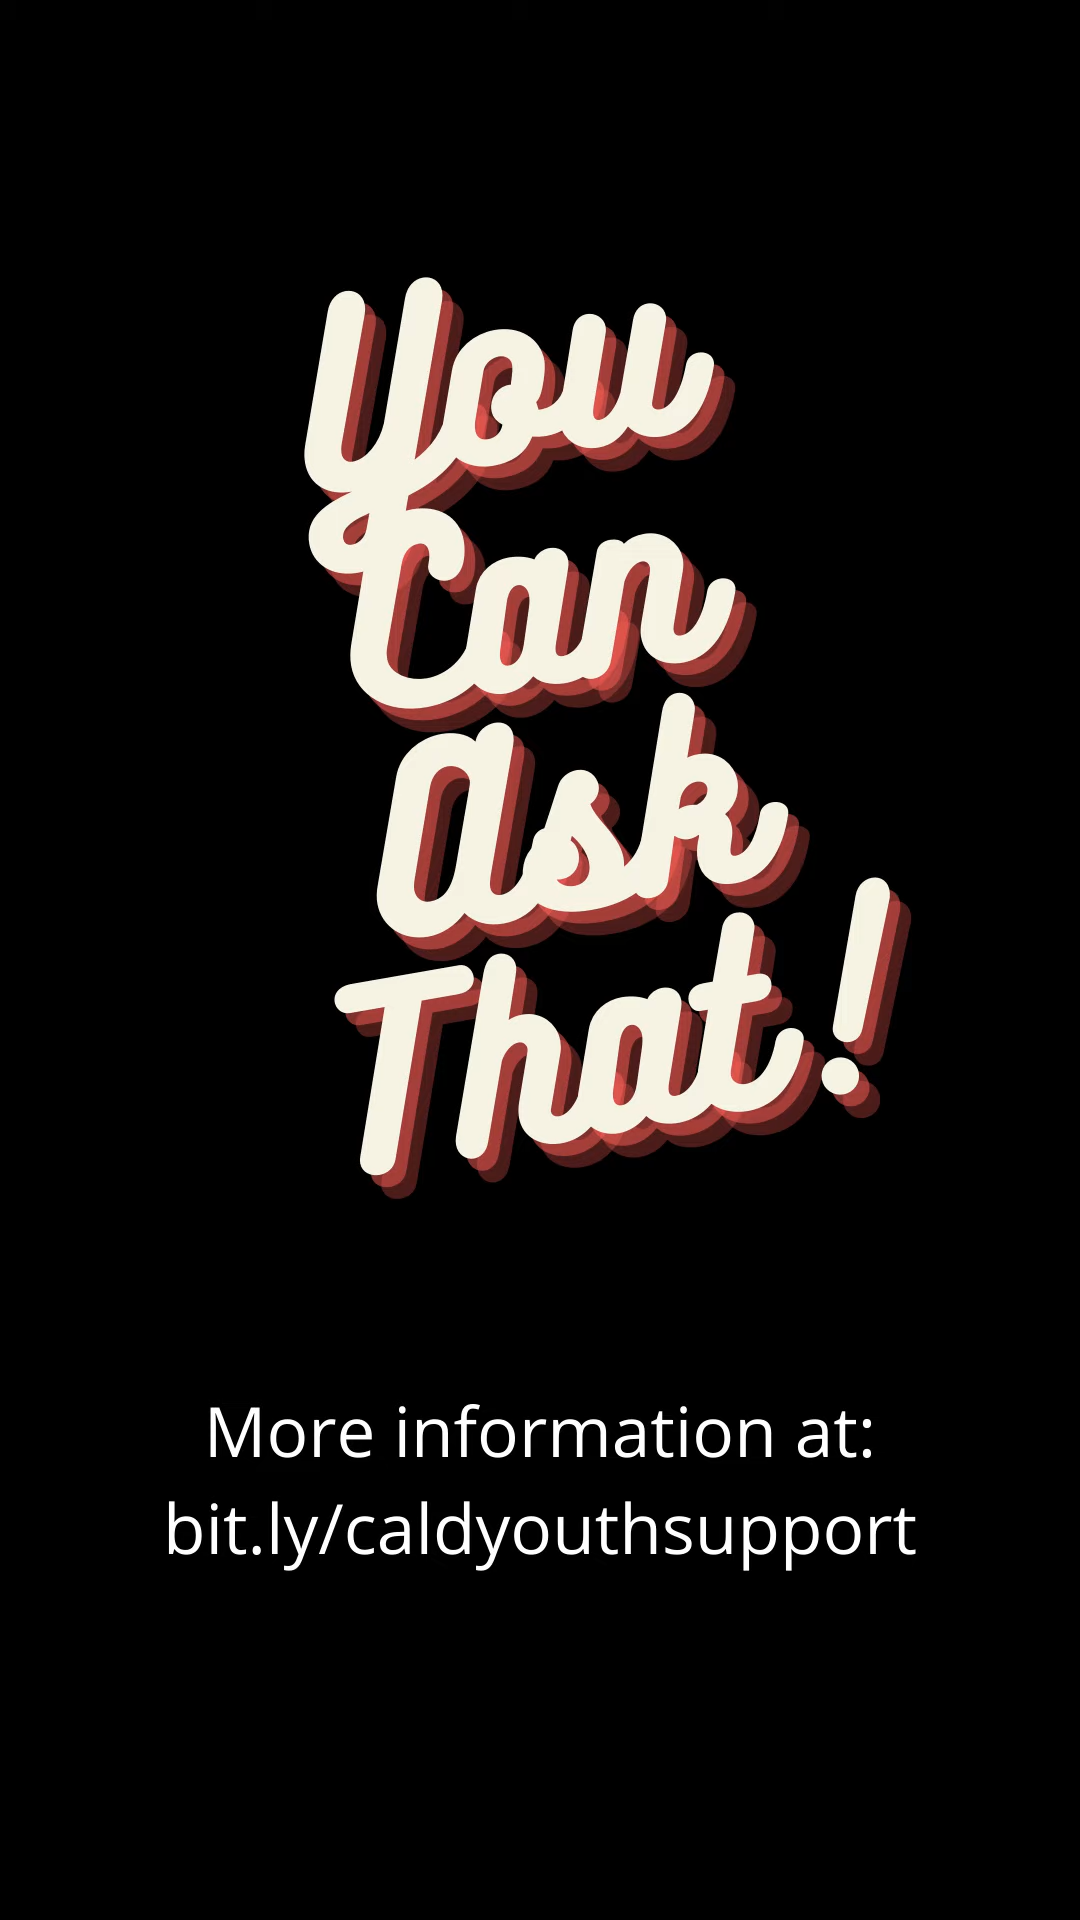 You
Can
Ask
That!
More information at:
bit.ly/caldyouthsupport